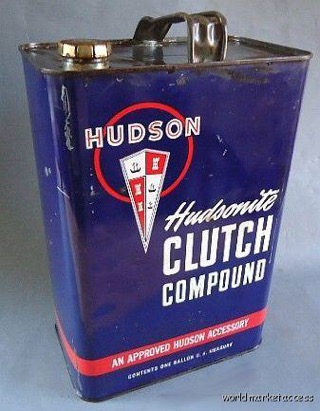 HUDSON
Hudsonite
CLUTCH
COMPOUND
AN APPROVED HUDSON ACCESSORY
CONTENTS ONE GALLON U. S. MEASURE
worldmarketaccess